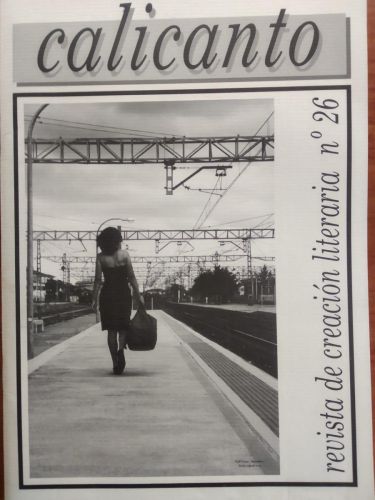 calicanto
revista de creación literaria nº 26